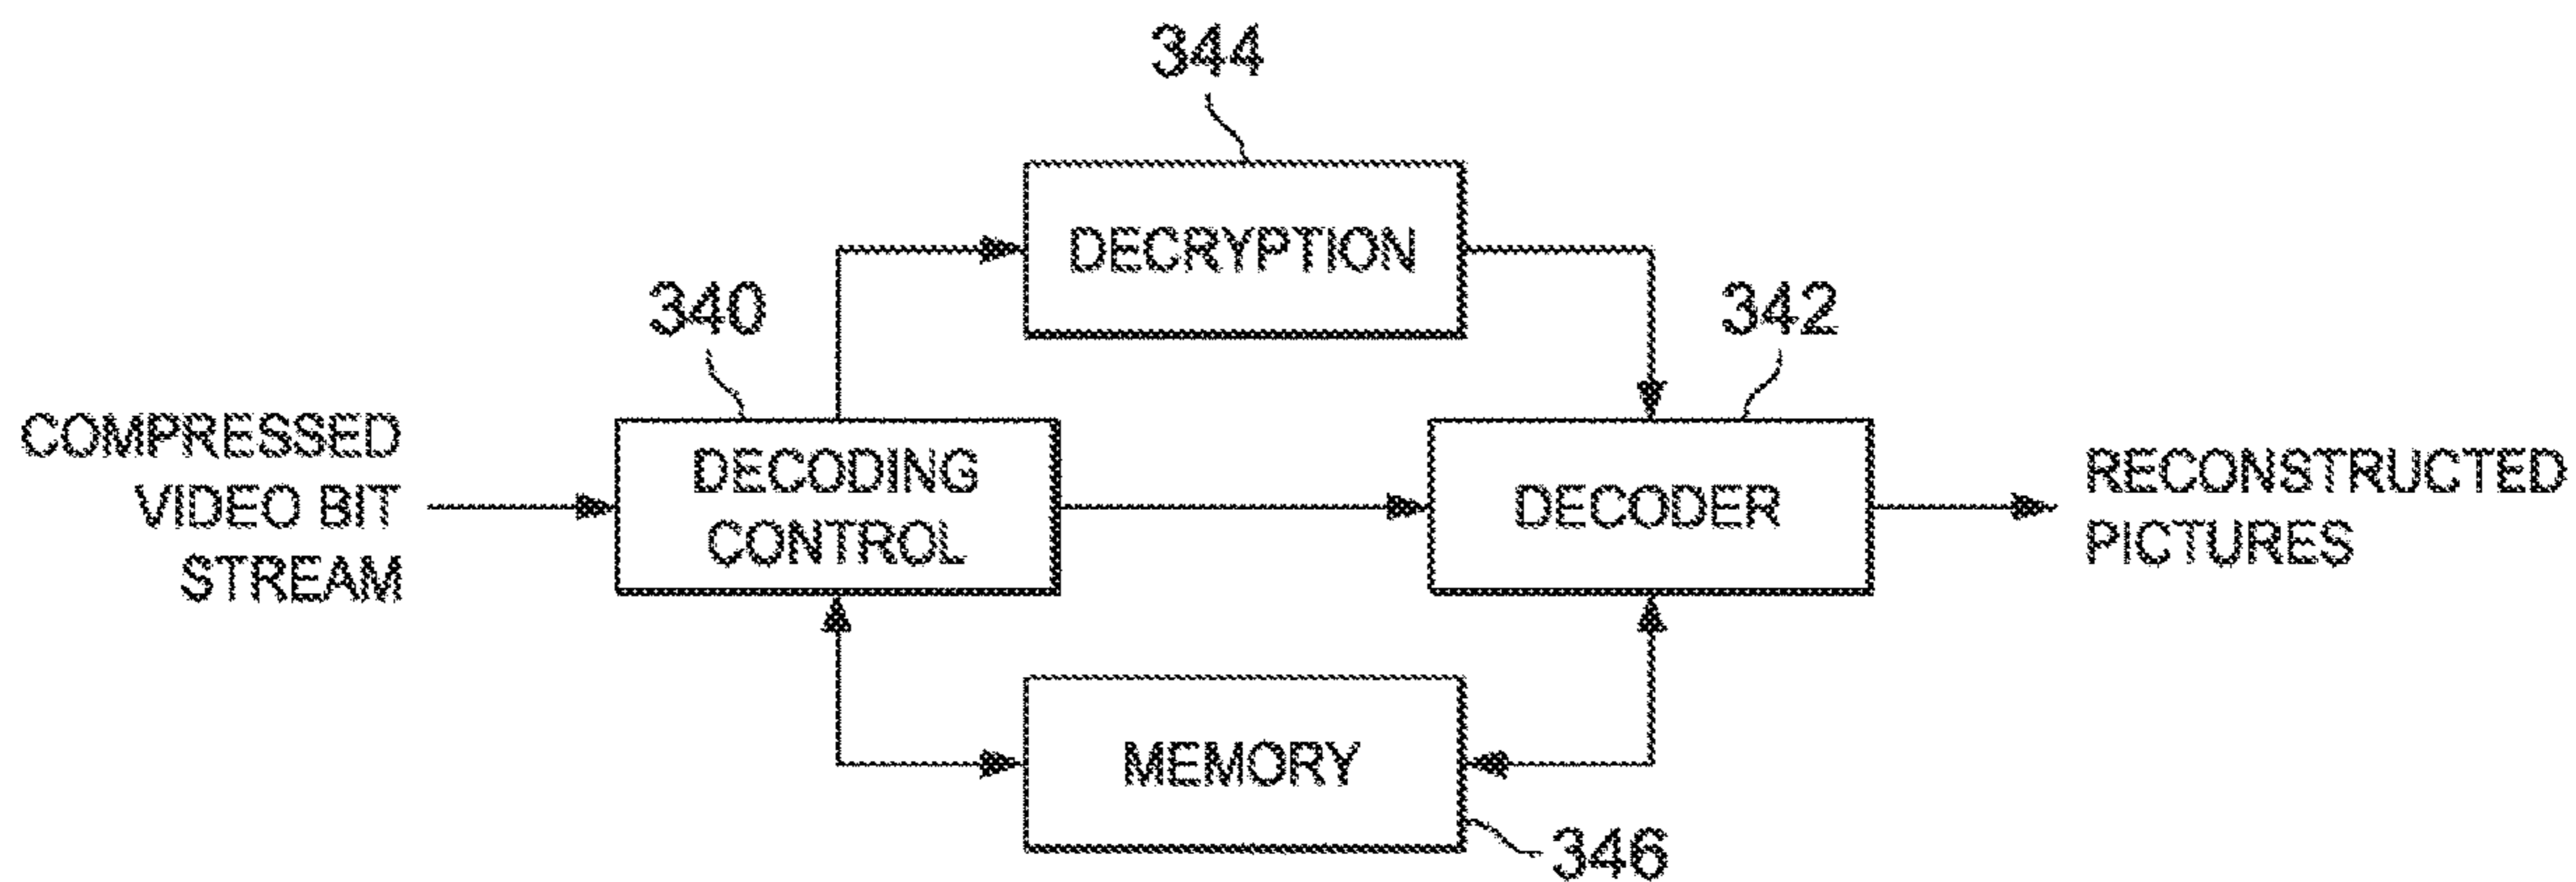 344
DECRYPTION
340
342
COMPRESSED
VIDEO BIT
STREAM
DECODING
CONTROL
DECODER
RECONSTRUCTED
PICTURES
MEMORY
346